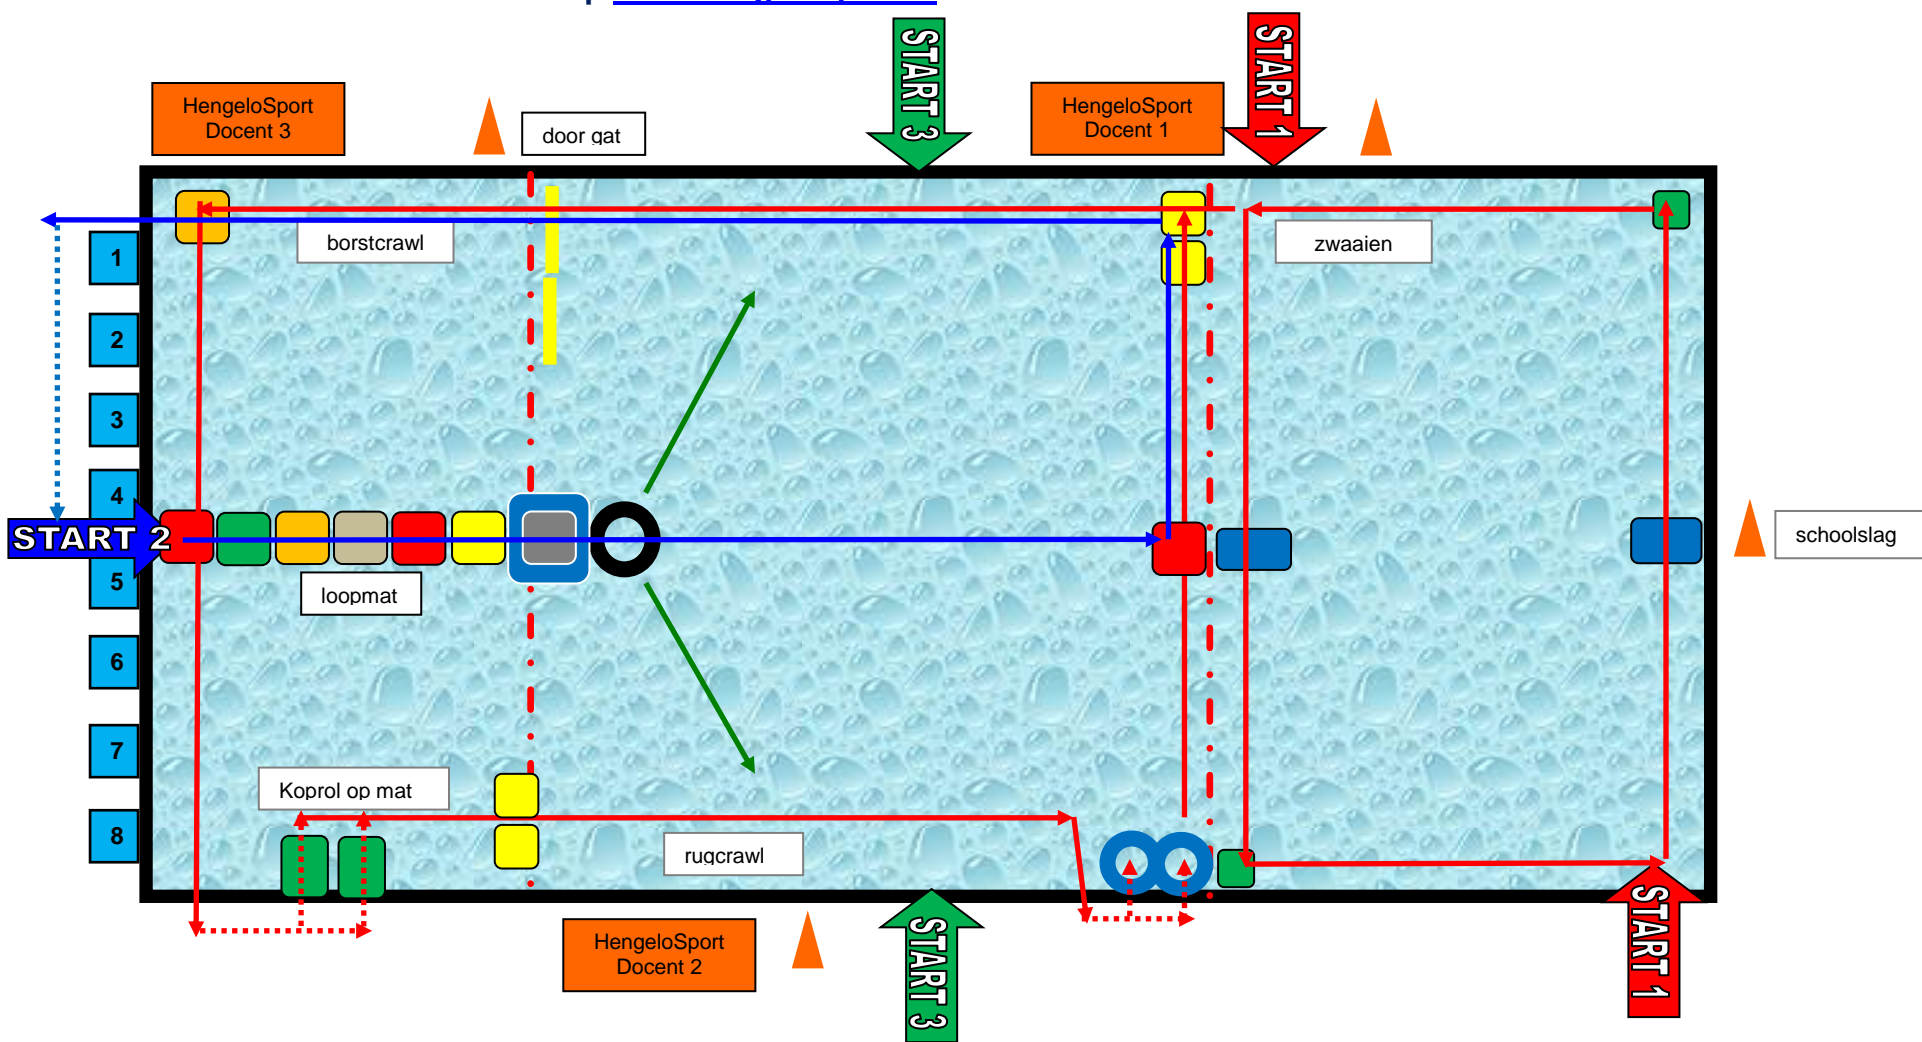 START 3
START 1
HengeloSport
Docent 3
door gat
HengeloSport
Docent 1
borstcrawl
zwaaien
1
2
3
4
START 2
5
schoolslag
loopmat
6
7
Koprol op mat
8
rugcrawl
HengeloSport
Docent 2
START 3
START 1